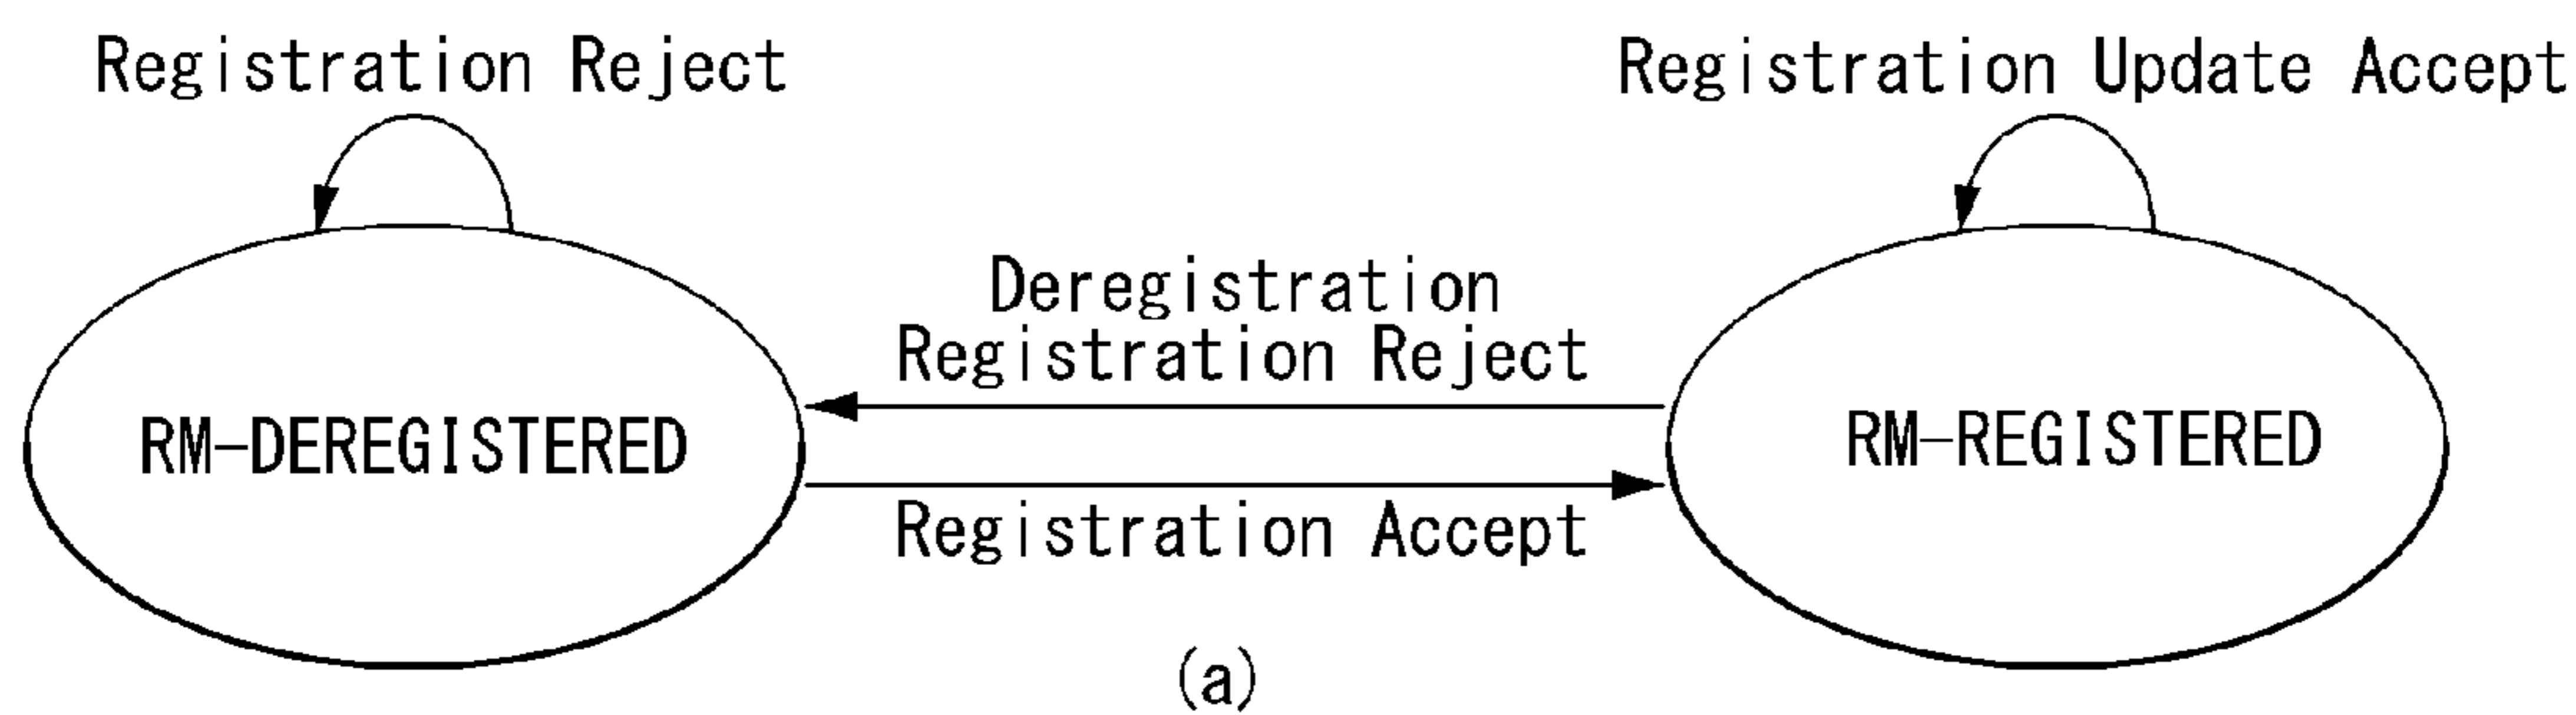 Registration Reject
Registration Update Accept
Deregistration
Registration Reject
RM-DEREGISTERED
RM-REGISTERED
Registration Accept
(a)